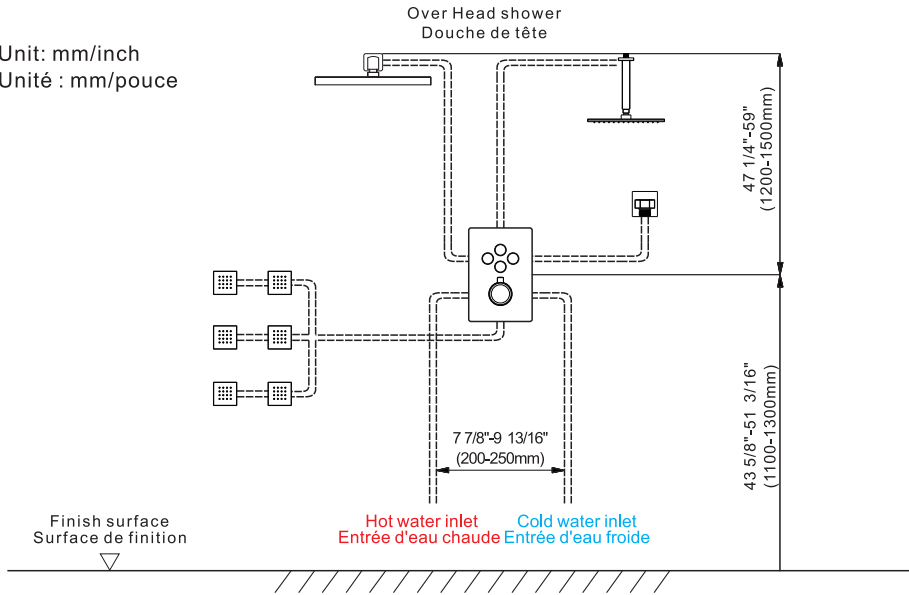 Over Head shower
Douche de tête
Unit: mm/inch
Unité : mm/pouce
47 1/4"-59"
(1200-1500mm)
43 5/8"-51 3/16"
(1100-1300mm)
7 7/8"-9 13/16"
(200-250mm)
Hot water inlet
Entrée d'eau chaude
Cold water inlet
Entrée d'eau froide
Finish surface
Surface de finition